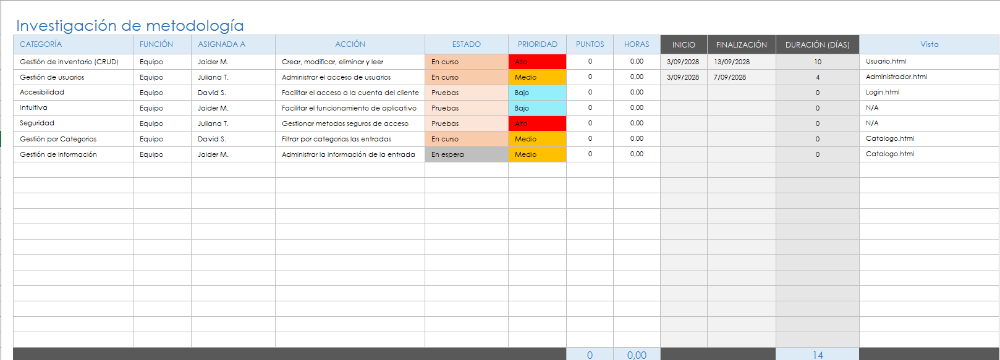 Investigación de metodología
CATEGORÍA FUNCIÓN ASIGNADA A ACCIÓN ESTADO PRIORIDAD PUNTOS HORAS INICIO FINALIZACIÓN DURACIÓN (DÍAS) Vista
Gestión de inventario (CRUD) Equipo Jaider M. Crear, modificar, eliminar y leer En curso Alto 0 0,00 3/09/2028 13/09/2028 10 Usuario.html
Gestión de usuarios Equipo Juliana T. Administrar el acceso de usuarios En curso Medio 0 0,00 3/09/2028 7/09/2028 4 Administrador.html
Accesibilidad Equipo David S. Facilitar el acceso a la cuenta del cliente Pruebas Bajo 0 0,00 0 Login.html
Intuitiva Equipo Jaider M. Facilitar el funcionamiento de aplicativo Pruebas Bajo 0 0,00 0 N/A
Seguridad Equipo Juliana T. Gestionar metodos seguros de acceso Pruebas Alto 0 0,00 0 N/A
Gestión por Categorias Equipo David S. Filtrar por categorias las entradas En curso Medio 0 0,00 0 Catalogo.html
Gestión de información Equipo Jaider M. Administrar la información de la entrada En espera Medio 0 0,00 0 Catalogo.html
0 0,00 14